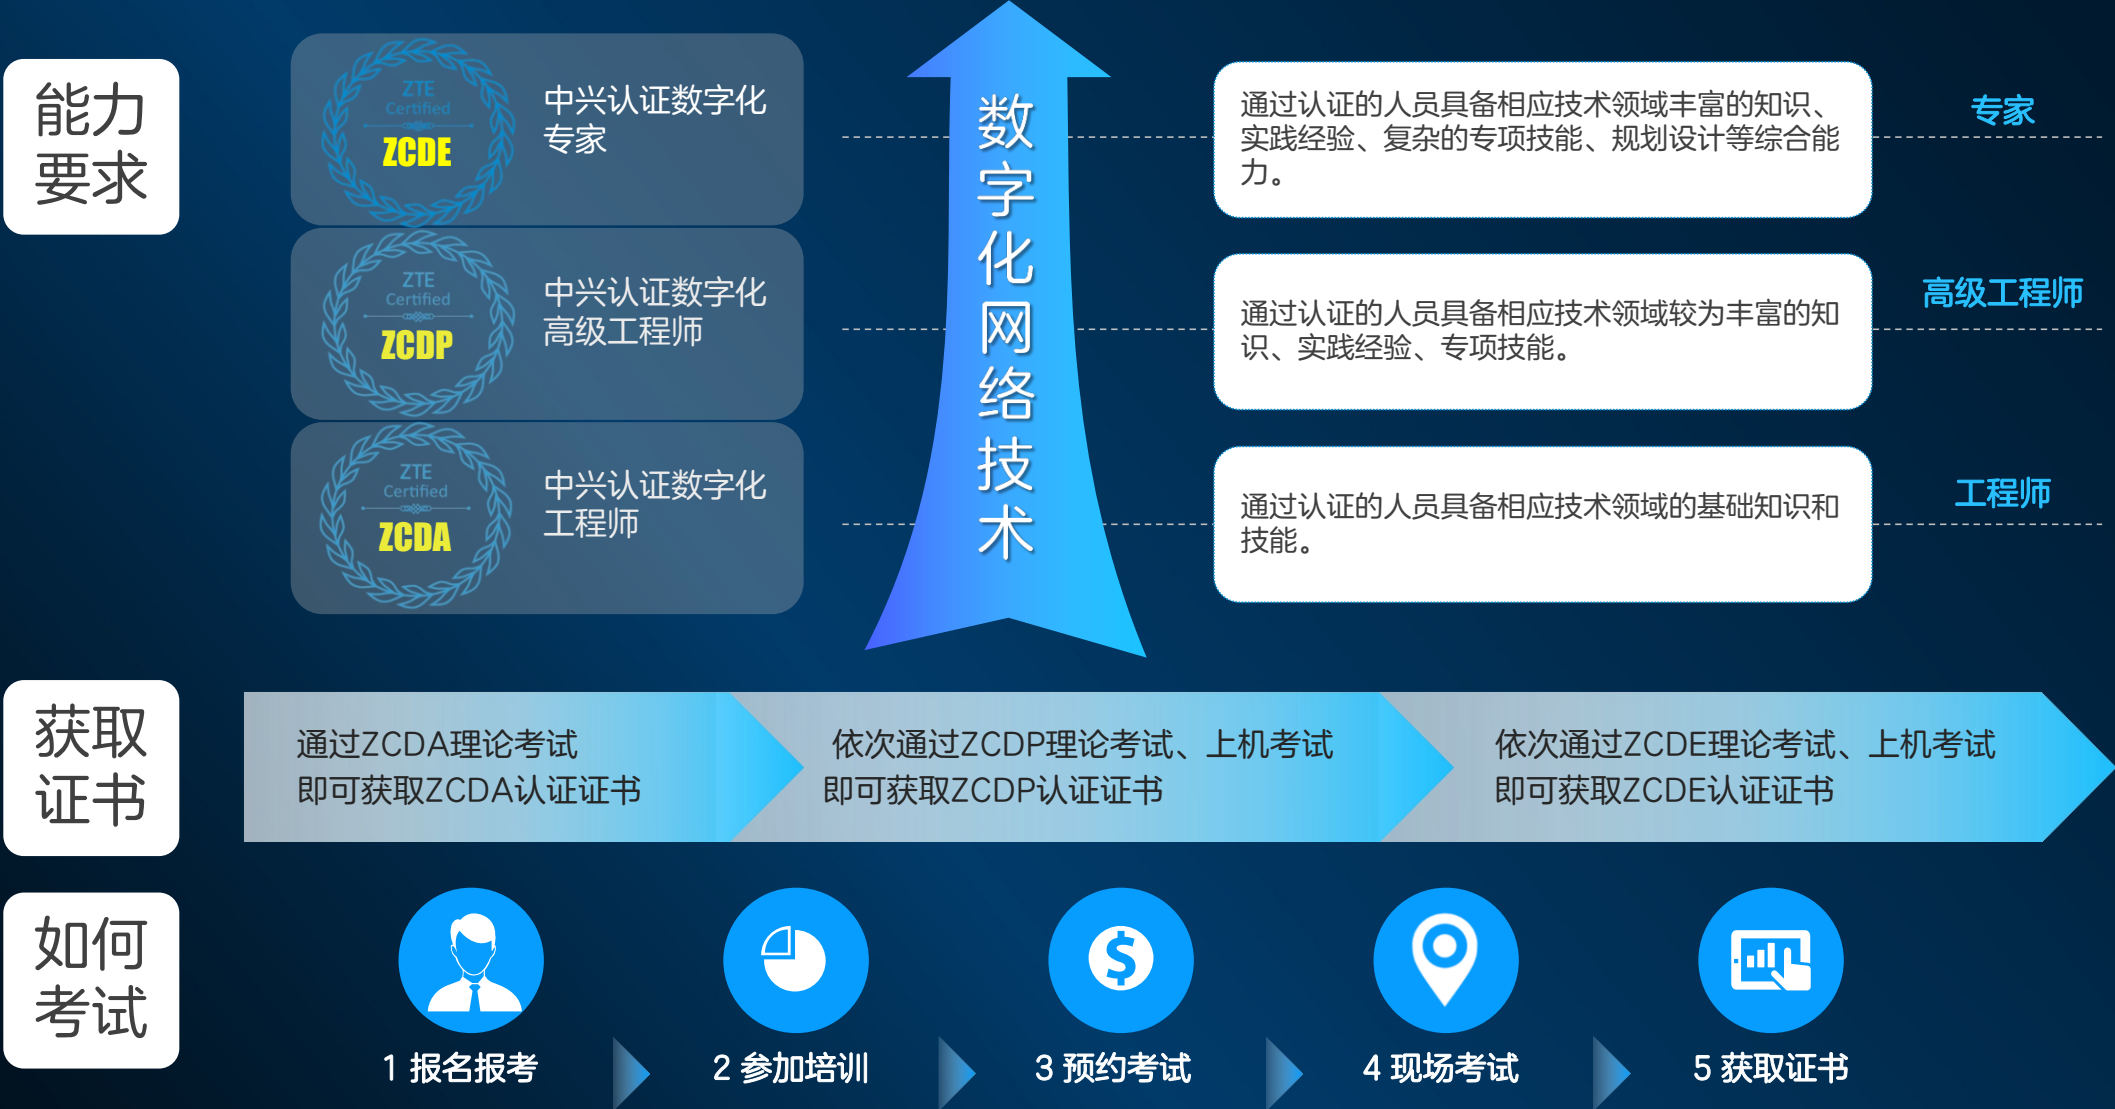 能力
要求
ZTE
Certified
ZCDE
中兴认证数字化
专家
ZTE
Certified
ZCDP
中兴认证数字化
高级工程师
ZTE
Certified
ZCDA
中兴认证数字化
工程师
数
字
化
网
络
技
术
通过认证的人员具备相应技术领域丰富的知识、
实践经验、复杂的专项技能、规划设计等综合能
力。
专家
通过认证的人员具备相应技术领域较为丰富的知
识、实践经验、专项技能。
高级工程师
通过认证的人员具备相应技术领域的基础知识和
技能。
工程师
获取
证书
通过ZCDA理论考试
即可获取ZCDA认证证书
依次通过ZCDP理论考试、上机考试
即可获取ZCDP认证证书
依次通过ZCDE理论考试、上机考试
即可获取ZCDE认证证书
如何
考试
1 报名报考
2 参加培训
3 预约考试
4 现场考试
5 获取证书